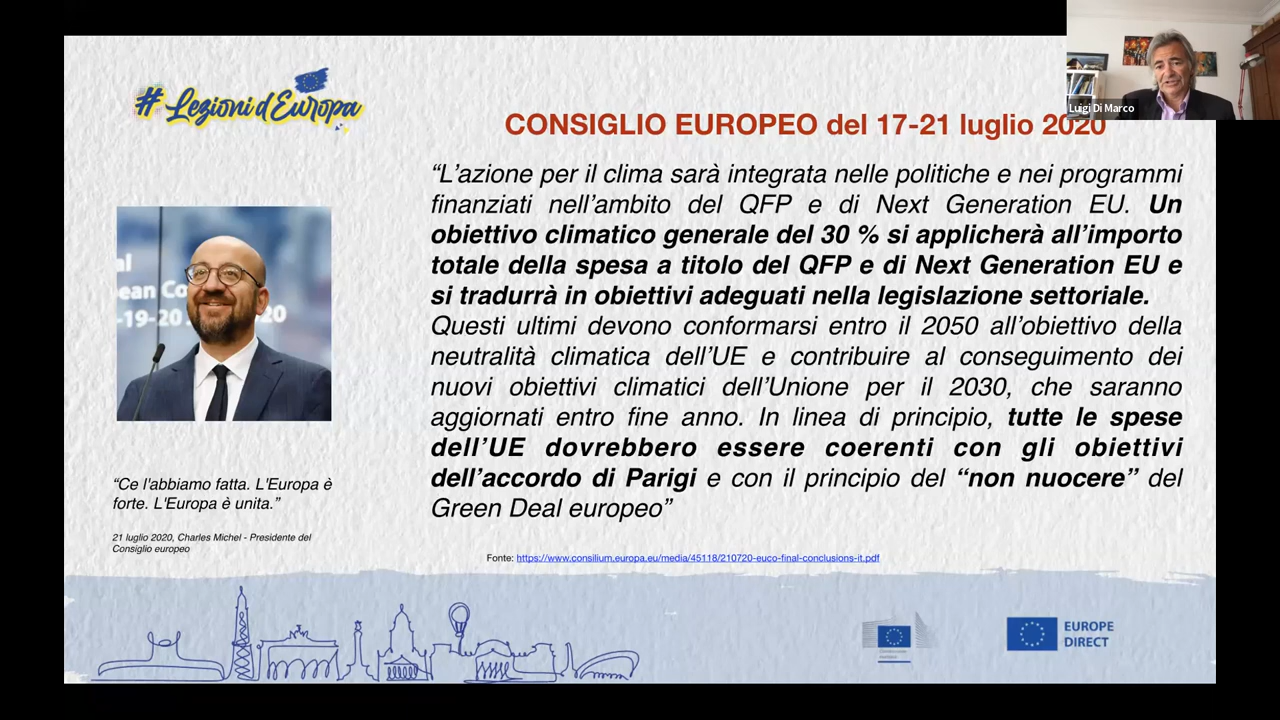 # Lezioni d'Europa
Luigi Di Marco
CONSIGLIO EUROPEO del 17-21 luglio 2020
“L’azione per il clima sarà integrata nelle politiche e nei programmi
finanziati nell’ambito del QFP e di Next Generation EU. Un
obiettivo climatico generale del 30 % si applicherà all’importo
totale della spesa a titolo del QFP e di Next Generation EU e
si tradurrà in obiettivi adeguati nella legislazione settoriale.
Questi ultimi devono conformarsi entro il 2050 all’obiettivo della
neutralità climatica dell’UE e contribuire al conseguimento dei
nuovi obiettivi climatici dell’Unione per il 2030, che saranno
aggiornati entro fine anno. In linea di principio, tutte le spese
dell’UE dovrebbero essere coerenti con gli obiettivi
dell’accordo di Parigi e con il principio del “non nuocere” del
Green Deal europeo”
Fonte: https://www.consilium.europa.eu/media/45118/210720-euco-final-conclusions-it.pdf
al
ean Co
-19-20
20
“Ce l'abbiamo fatta. L'Europa è
forte. L'Europa è unita.”
21 luglio 2020, Charles Michel - Presidente del
Consiglio europeo
EUROPE
DIRECT